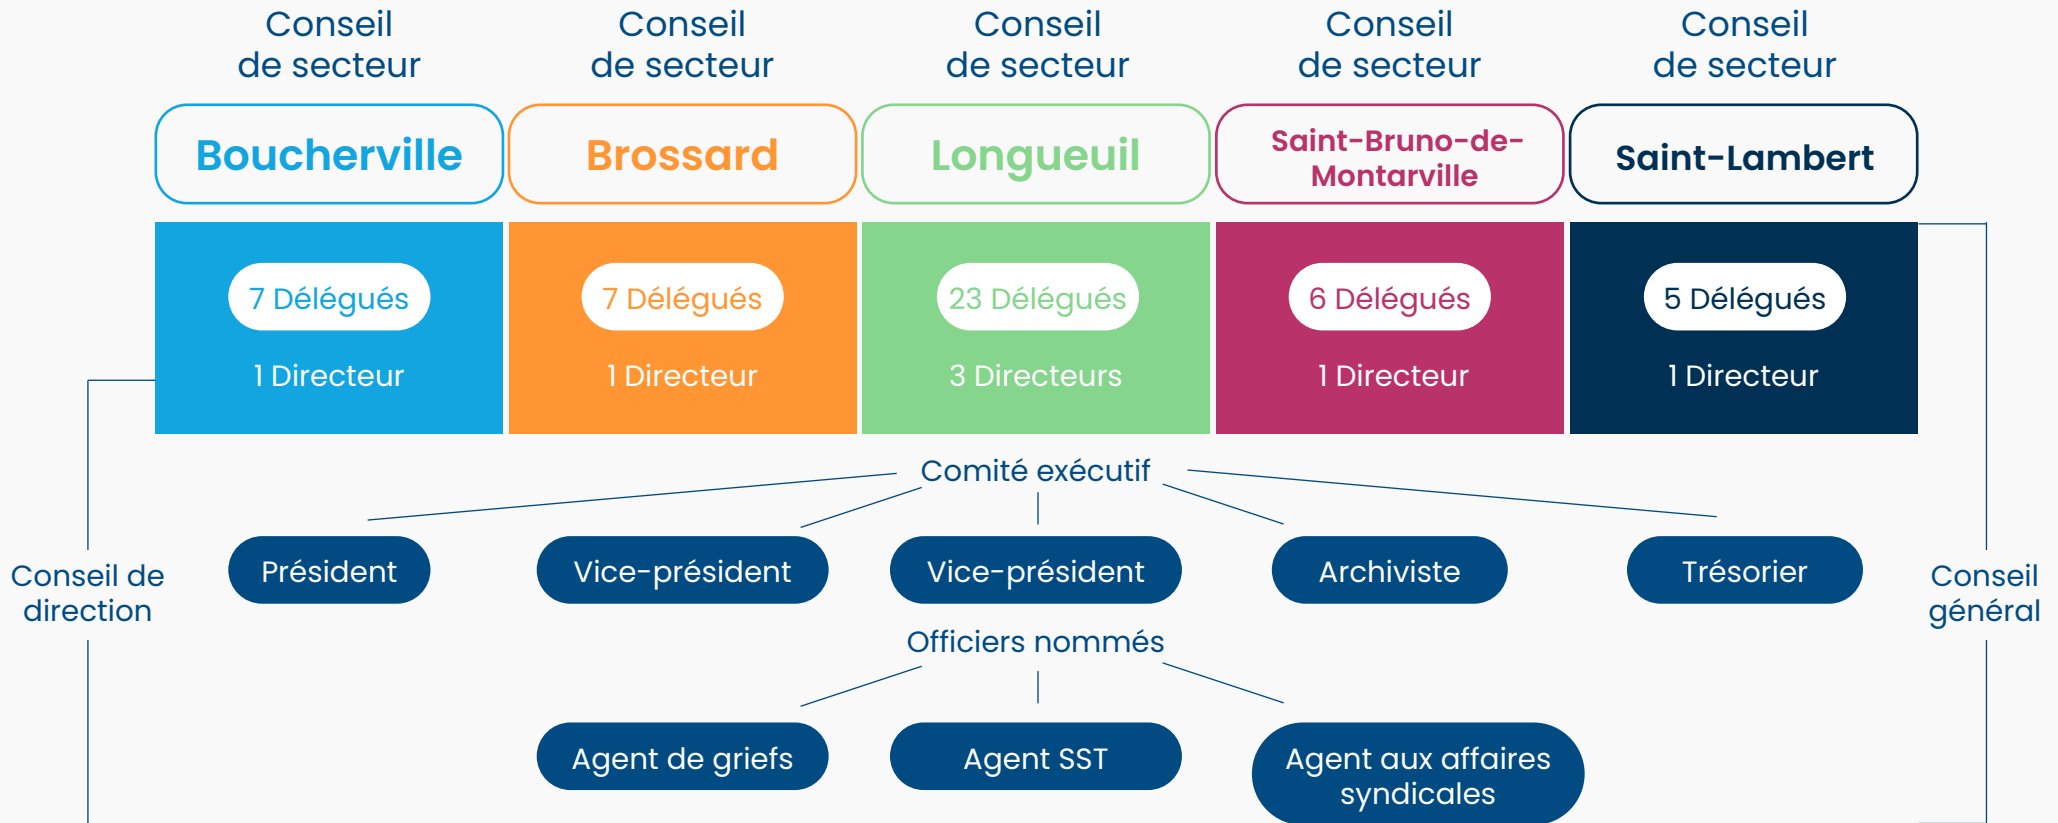 Conseil
de secteur
Conseil
de secteur
Conseil
de secteur
Conseil
de secteur
Conseil
de secteur
Boucherville
Brossard
Longueuil
Saint-Bruno-de-
Montarville
Saint-Lambert
7 Délégués
7 Délégués
23 Délégués
6 Délégués
5 Délégués
1 Directeur
1 Directeur
3 Directeurs
1 Directeur
1 Directeur
Comité exécutif
Conseil de
direction
Président
Vice-président
Vice-président
Archiviste
Trésorier
Conseil
général
Officiers nommés
Agent de griefs
Agent SST
Agent aux affaires
syndicales